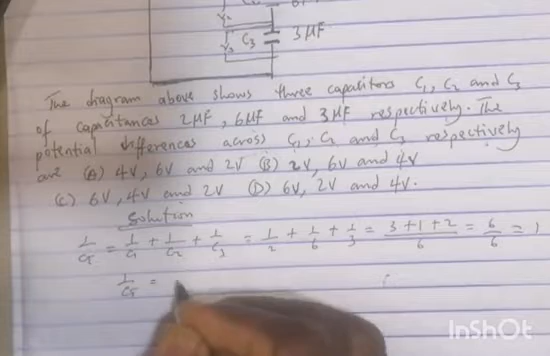 V₃ C₃ 3μF
The diagram above shows three capacitors C₁, C₂ and C₃
of capacitances 2μF, 6μF and 3μF respectively. The
potential differences across C₁, C₂ and C₃ respectively
are (A) 4V, 6V and 2V (B) 2V, 6V and 4V
(C) 6V, 4V and 2V (D) 6V, 2V and 4V.
Solution
1/Cₜ = 1/C₁ + 1/C₂ + 1/C₃ = 1/2 + 1/6 + 1/3 = 3+1+2/6 = 6/6 = 1
1/Cₜ =
InShOt